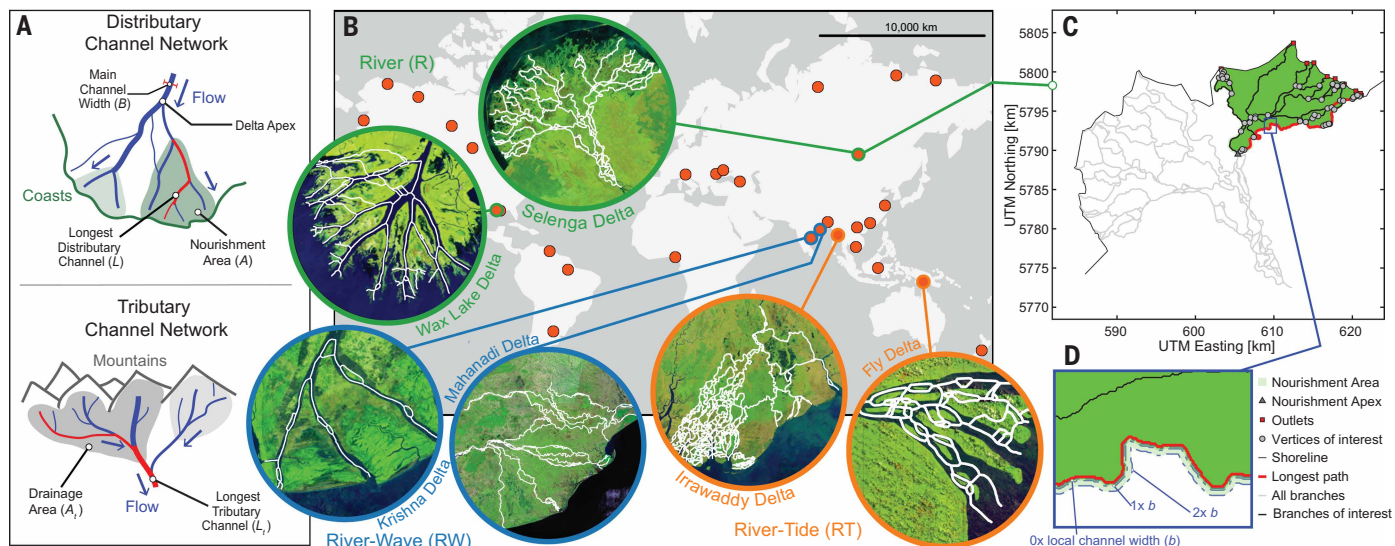 A
Distributary
Channel Network
Main
Channel
Width (B)
Flow
Delta Apex
Coasts
Longest
Distributary
Channel (L)
Nourishment
Area (A)
Tributary
Channel Network
Mountains
Drainage
Area (Aₜ)
Flow
Longest
Tributary
Channel (Lₜ)
B
River (R)
10,000 km
Selenga Delta
Wax Lake Delta
Mahanadi Delta
Krishna Delta
River-Wave (RW)
Irrawaddy Delta
Fly Delta
River-Tide (RT)
C
UTM Northing [km]
5805
5800
5795
5790
5785
5780
5775
5770
590
600
610
620
UTM Easting [km]
D
1x b
2x b
0x local channel width (b)
Nourishment Area
Nourishment Apex
Outlets
Vertices of interest
Shoreline
Longest path
All branches
Branches of interest